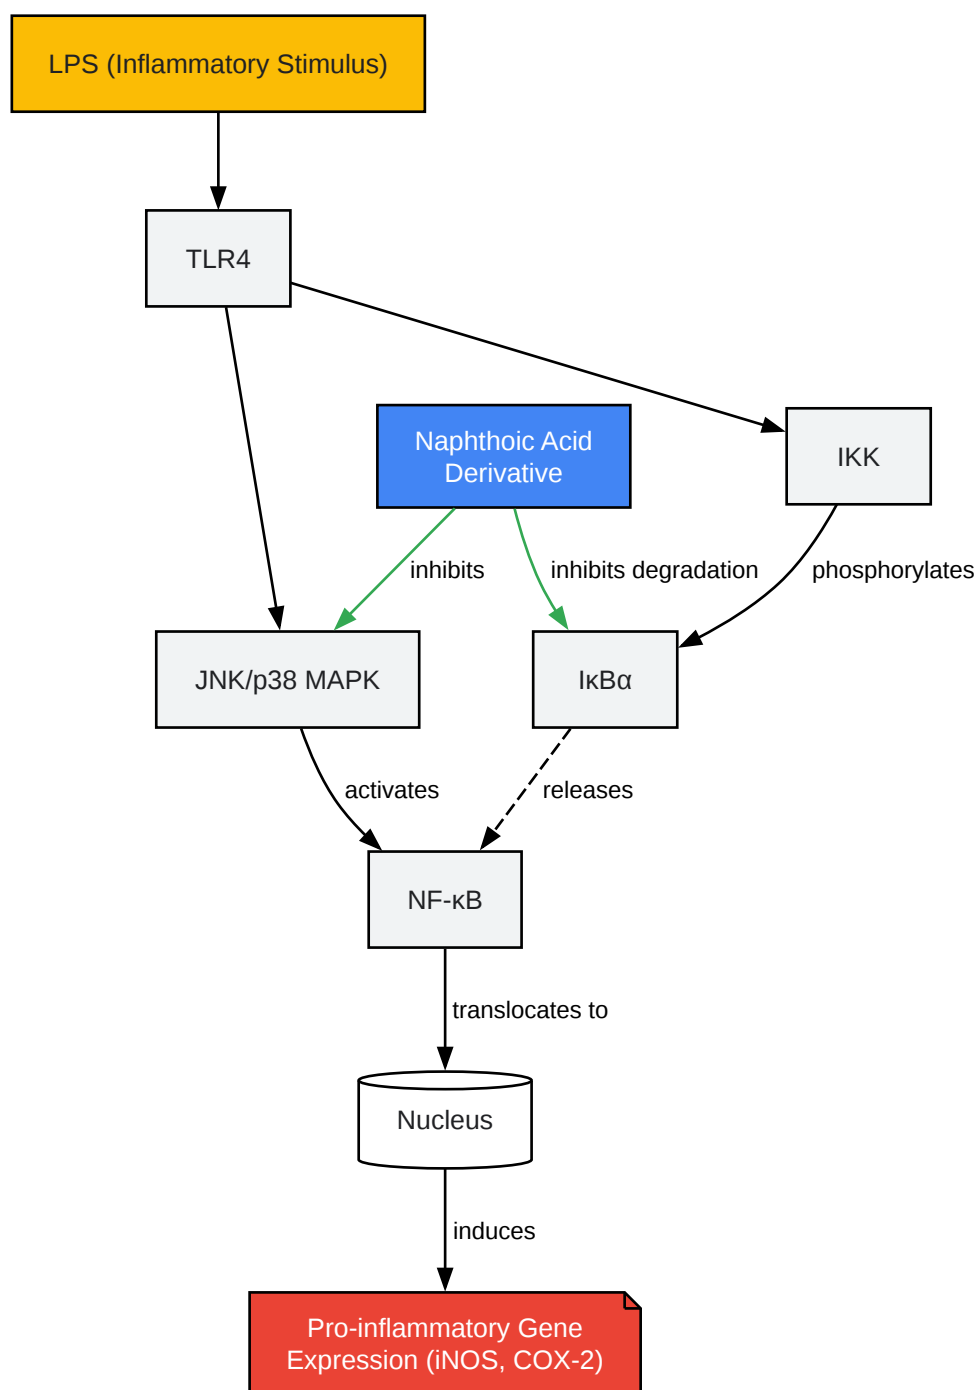 LPS (Inflammatory Stimulus)
TLR4
Naphthoic Acid
Derivative
IKK
inhibits
inhibits degradation
phosphorylates
JNK/p38 MAPK
IκBα
activates
releases
NF-κB
translocates to
Nucleus
induces
Pro-inflammatory Gene
Expression (iNOS, COX-2)